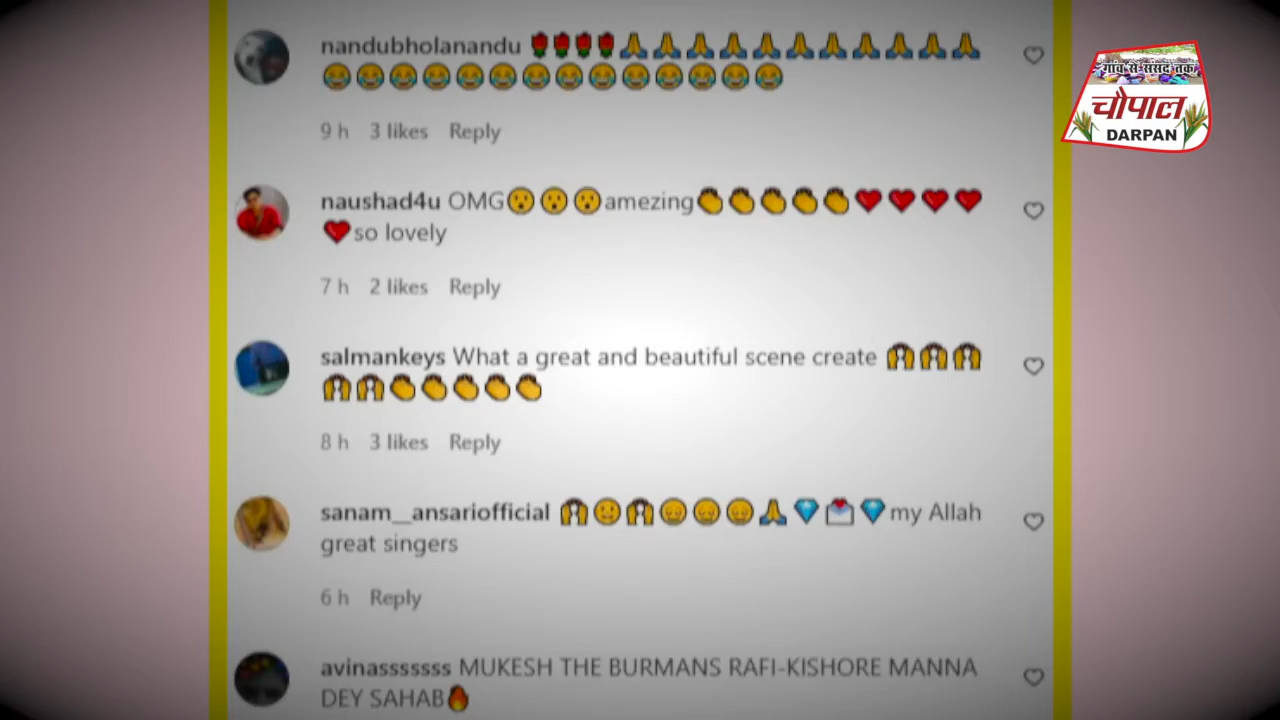 nandubholanandu 🌹🌹🌹🌹🙏🙏🙏🙏🙏🙏🙏🙏🙏🙏🙏
😂😂😂😂😂😂😂😂😂😂😂😂😂😂
9 h 3 likes Reply
naushad4u OMG😮😮😮amezing👏👏👏👏👏❤️❤️❤️❤️
❤️so lovely
7 h 2 likes Reply
salmankeys What a great and beautiful scene create 🙌🙌🙌
🙌🙌👏👏👏👏👏
8 h 3 likes Reply
sanam__ansariofficial 🙌🙂🙌😞😞😞🙏💎💌💎my Allah
great singers
6 h Reply
avinasssssss MUKESH THE BURMANS RAFI-KISHORE MANNA
DEY SAHAB🔥
गांव से संसद तक
चौपाल
DARPAN